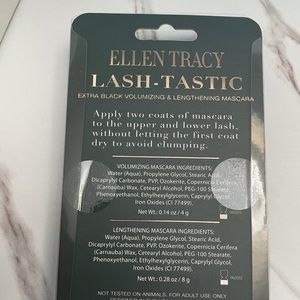 ELLEN TRACY
LASH-TASTIC
EXTRA BLACK VOLUMIZING & LENGTHENING MASCARA
Apply two coats of mascara
to the upper and lower lash,
without letting the first coat
dry to avoid clumping.
VOLUMIZING MASCARA INGREDIENTS:
Water (Aqua), Propylene Glycol, Stearic Acid,
Dicaprylyl Carbonate, PVP, Ozokerite, Copernicia Cerifera
(Carnauba) Wax, Cetearyl Alcohol, PEG-100 Stearate,
Phenoxyethanol, Ethylhexylglycerin, Caprylyl Glycol,
Iron Oxides (CI 77499).
Net Wt.: 0.14 oz / 4 g
LENGTHENING MASCARA INGREDIENTS:
Water (Aqua), Propylene Glycol, Stearic Acid,
Dicaprylyl Carbonate, PVP, Ozokerite, Copernicia Cerifera
(Carnauba) Wax, Cetearyl Alcohol, PEG-100 Stearate,
Phenoxyethanol, Ethylhexylglycerin, Caprylyl Glycol,
Iron Oxides (CI 77499).
Net Wt.: 0.28 oz / 8 g
NOT TESTED ON ANIMALS. FOR ADULT USE ONLY